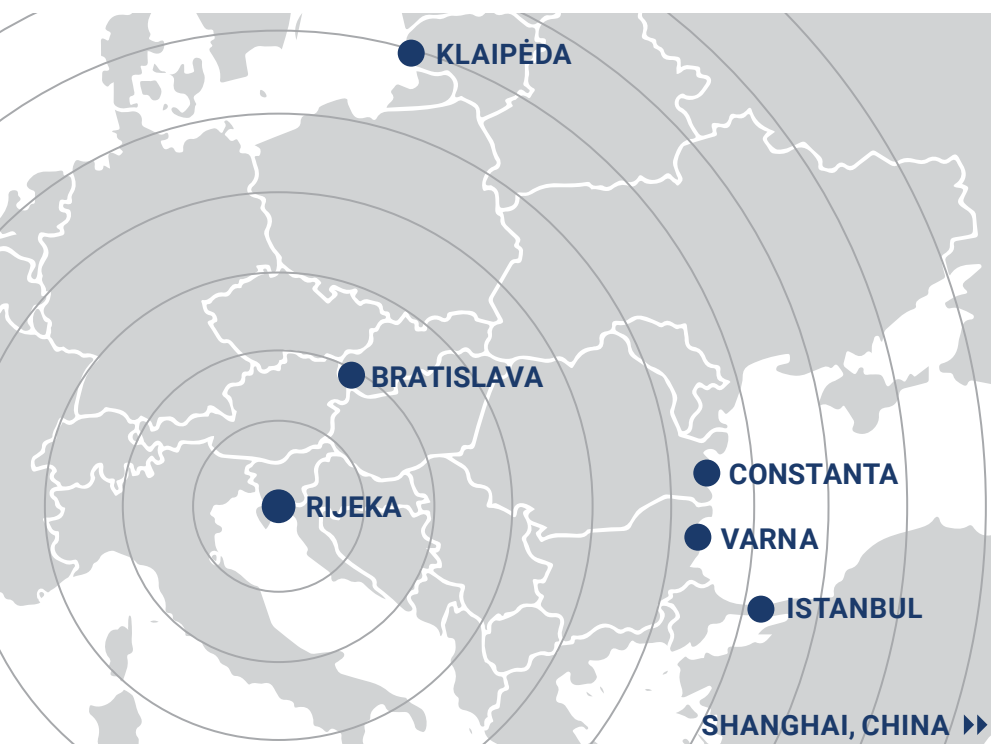 KLAIPĖDA
BRATISLAVA
CONSTANTA
RIJEKA
VARNA
ISTANBUL
SHANGHAI, CHINA